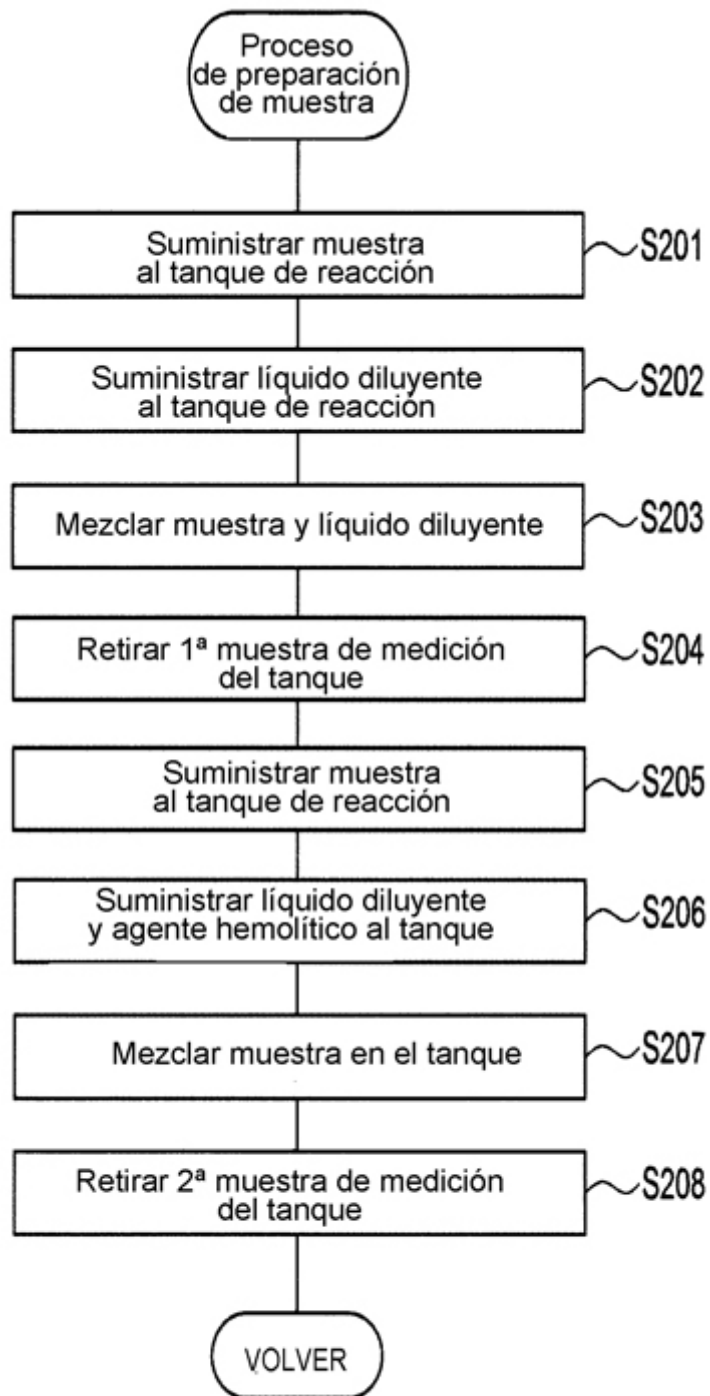 Proceso
de preparación
de muestra
Suministrar muestra
al tanque de reacción
S201
Suministrar líquido diluyente
al tanque de reacción
S202
Mezclar muestra y líquido diluyente
S203
Retirar 1ª muestra de medición
del tanque
S204
Suministrar muestra
al tanque de reacción
S205
Suministrar líquido diluyente
y agente hemolítico al tanque
S206
Mezclar muestra en el tanque
S207
Retirar 2ª muestra de medición
del tanque
S208
VOLVER